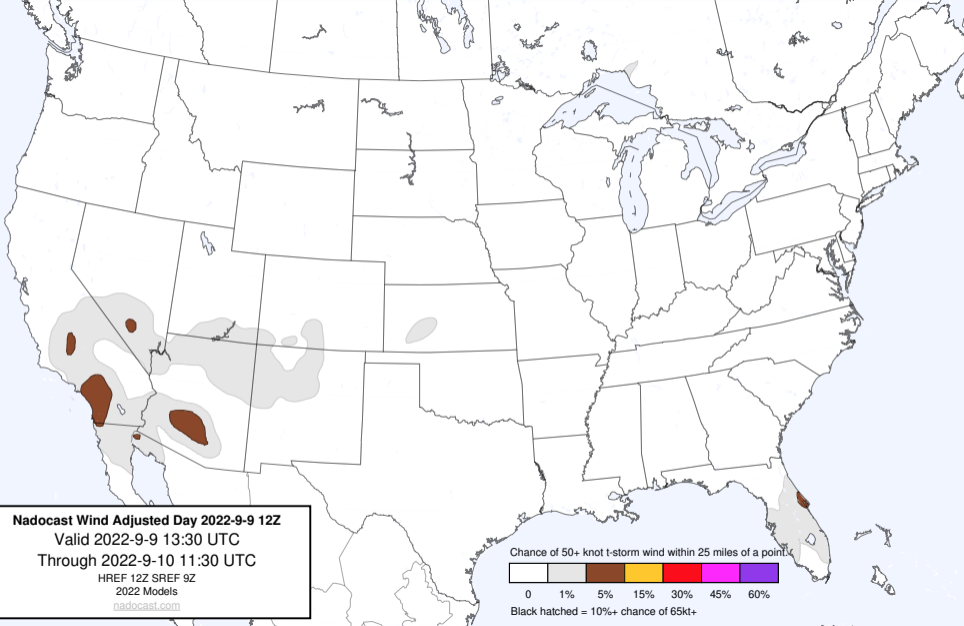 Nadocast Wind Adjusted Day 2022-9-9 12Z
Valid 2022-9-9 13:30 UTC
Through 2022-9-10 11:30 UTC
HREF 12Z SREF 9Z
2022 Models
nadocast.com
Chance of 50+ knot t-storm wind within 25 miles of a point.
0 1% 5% 15% 30% 45% 60%
Black hatched = 10%+ chance of 65kt+